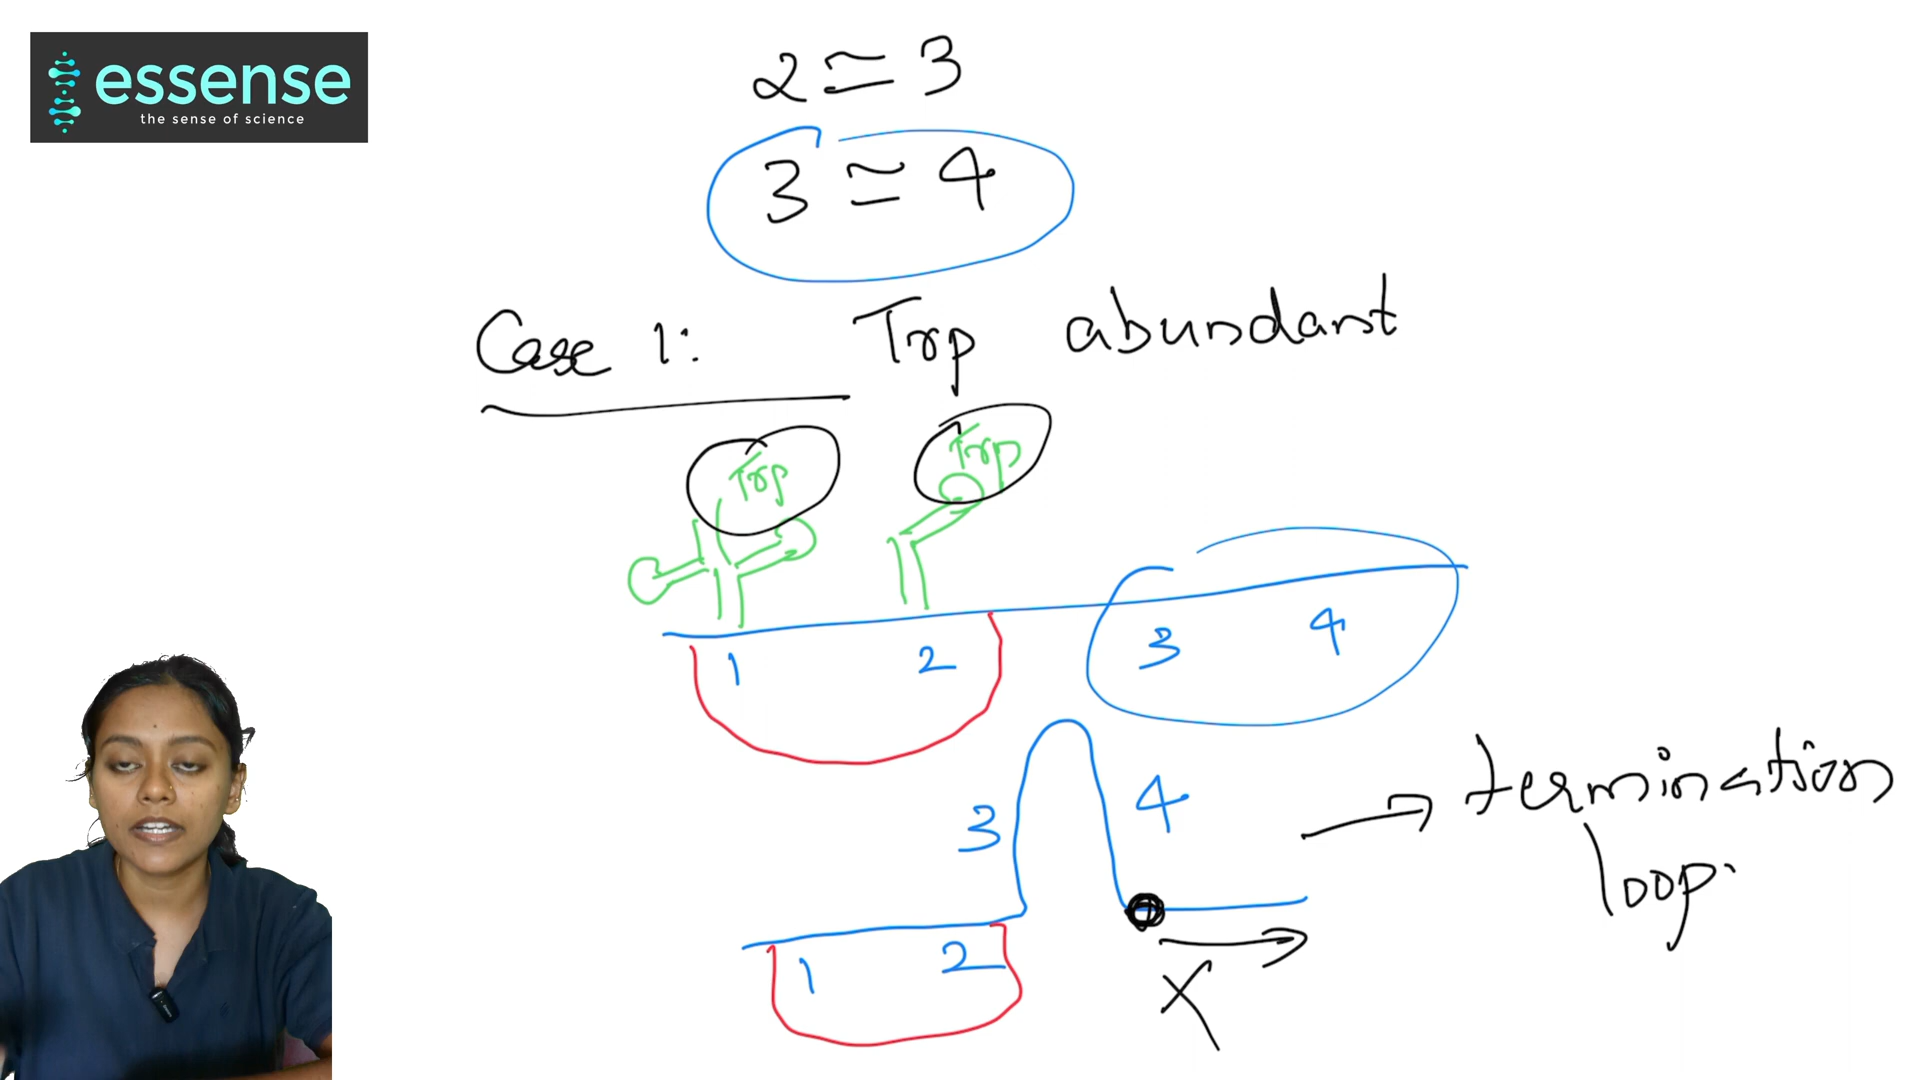 essense
the sense of science
2 ≃ 3
3 ≃ 4
Case 1: Trp abundant
Trp Trp
1 2 3 4
3 4 → termination
loop.
1 2
X